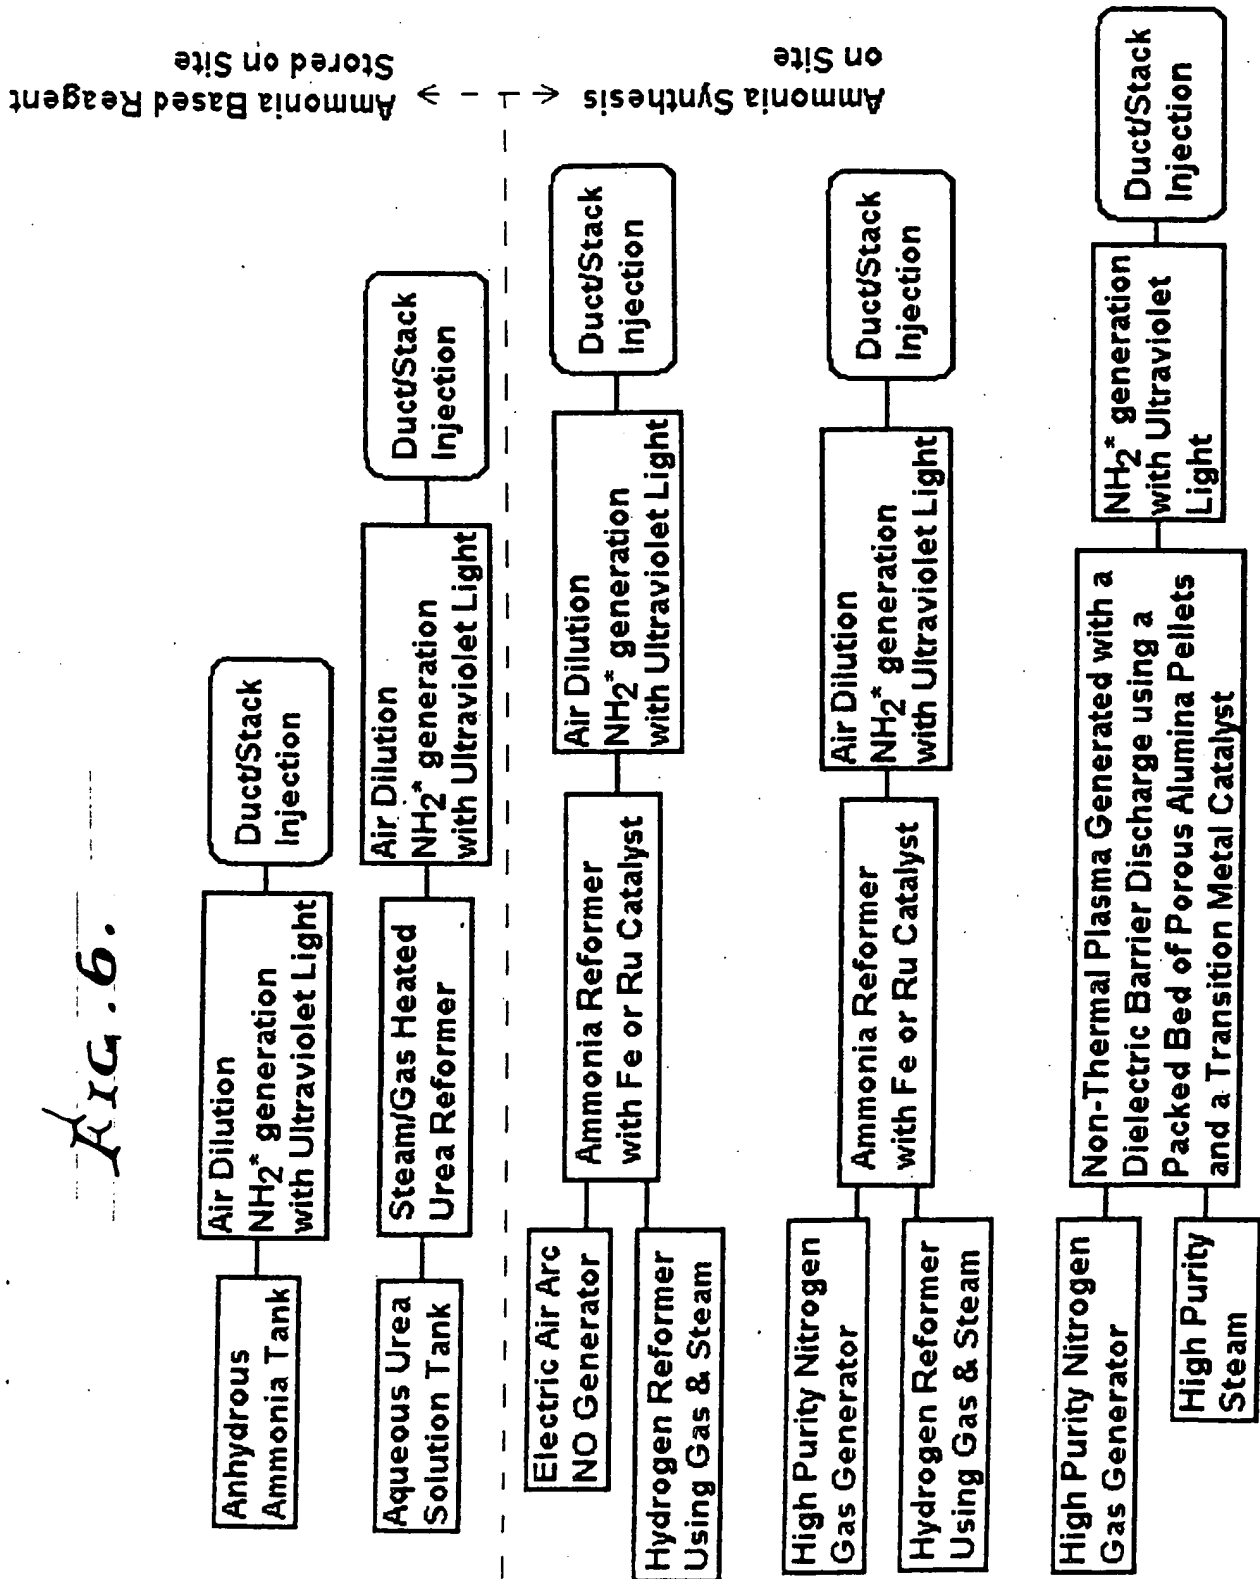 FIG. 6.
Anhydrous
Ammonia Tank
Air Dilution
NH2* generation
with Ultraviolet Light
Duct/Stack
Injection
Aqueous Urea
Solution Tank
Steam/Gas Heated
Urea Reformer
Air Dilution
NH2* generation
with Ultraviolet Light
Duct/Stack
Injection
Ammonia Based Reagent
Stored on Site
Ammonia Synthesis
on Site
Electric Air Arc
NO Generator
Hydrogen Reformer
Using Gas & Steam
Ammonia Reformer
with Fe or Ru Catalyst
Air Dilution
NH2* generation
with Ultraviolet Light
Duct/Stack
Injection
High Purity Nitrogen
Gas Generator
Hydrogen Reformer
Using Gas & Steam
Ammonia Reformer
with Fe or Ru Catalyst
Air Dilution
NH2* generation
with Ultraviolet Light
Duct/Stack
Injection
High Purity Nitrogen
Gas Generator
High Purity
Steam
Non-Thermal Plasma Generated with a
Dielectric Barrier Discharge using a
Packed Bed of Porous Alumina Pellets
and a Transition Metal Catalyst
NH2* generation
with Ultraviolet
Light
Duct/Stack
Injection